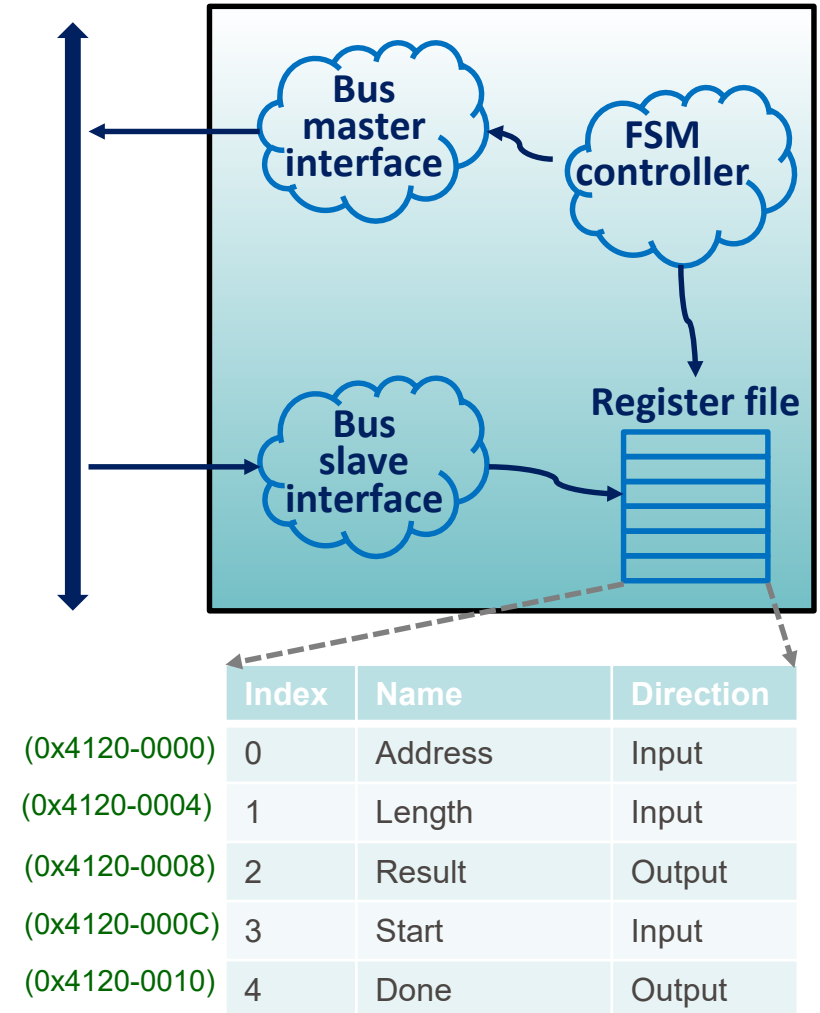 Bus
master
interface
FSM
controller
Bus
slave
interface
Register file
Index Name Direction
(0x4120-0000) 0 Address Input
(0x4120-0004) 1 Length Input
(0x4120-0008) 2 Result Output
(0x4120-000C) 3 Start Input
(0x4120-0010) 4 Done Output